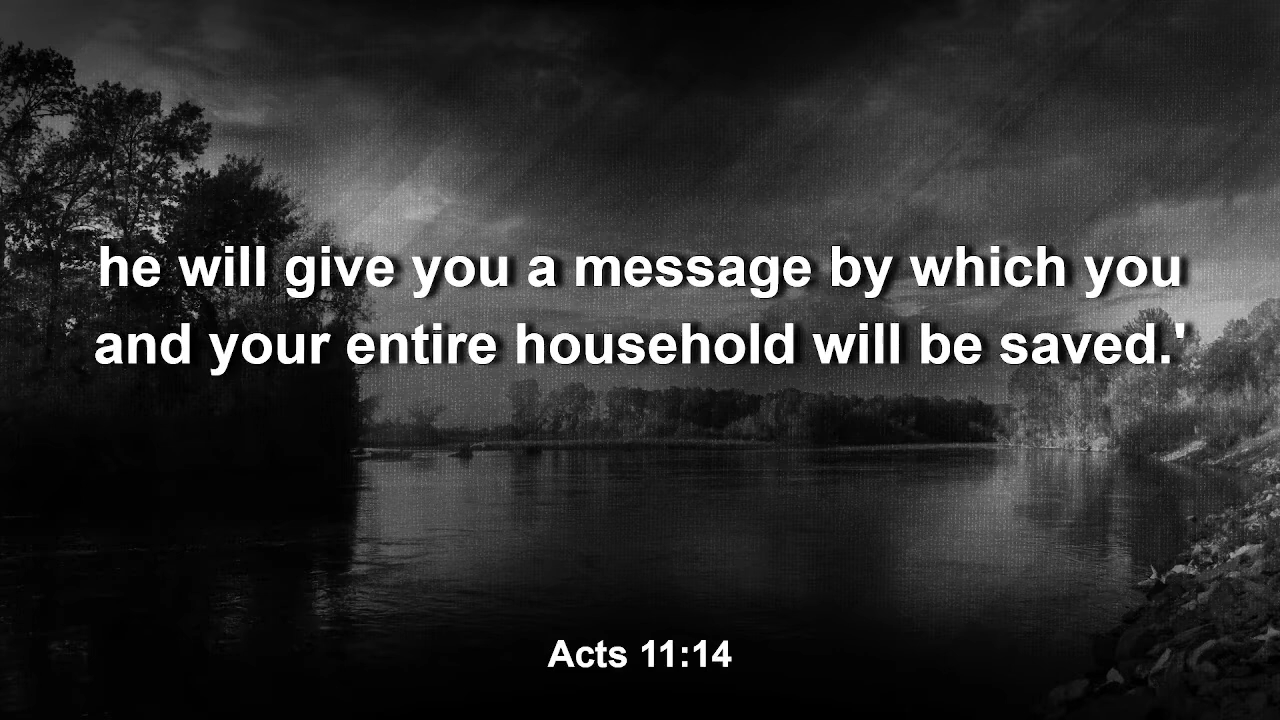 he will give you a message by which you
and your entire household will be saved.'
Acts 11:14